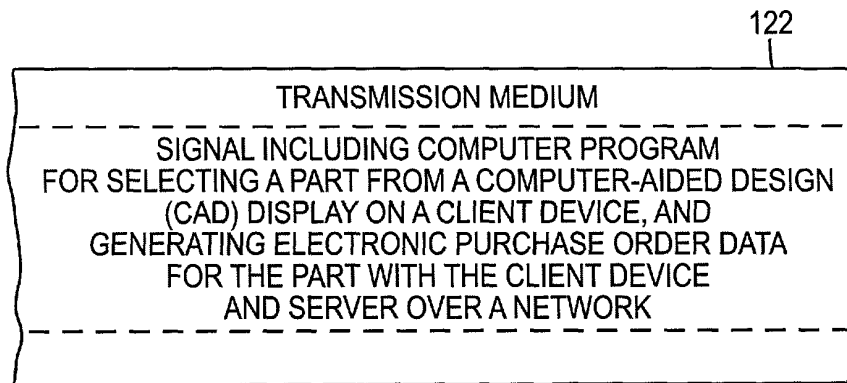 122
TRANSMISSION MEDIUM
SIGNAL INCLUDING COMPUTER PROGRAM
FOR SELECTING A PART FROM A COMPUTER-AIDED DESIGN
(CAD) DISPLAY ON A CLIENT DEVICE, AND
GENERATING ELECTRONIC PURCHASE ORDER DATA
FOR THE PART WITH THE CLIENT DEVICE
AND SERVER OVER A NETWORK